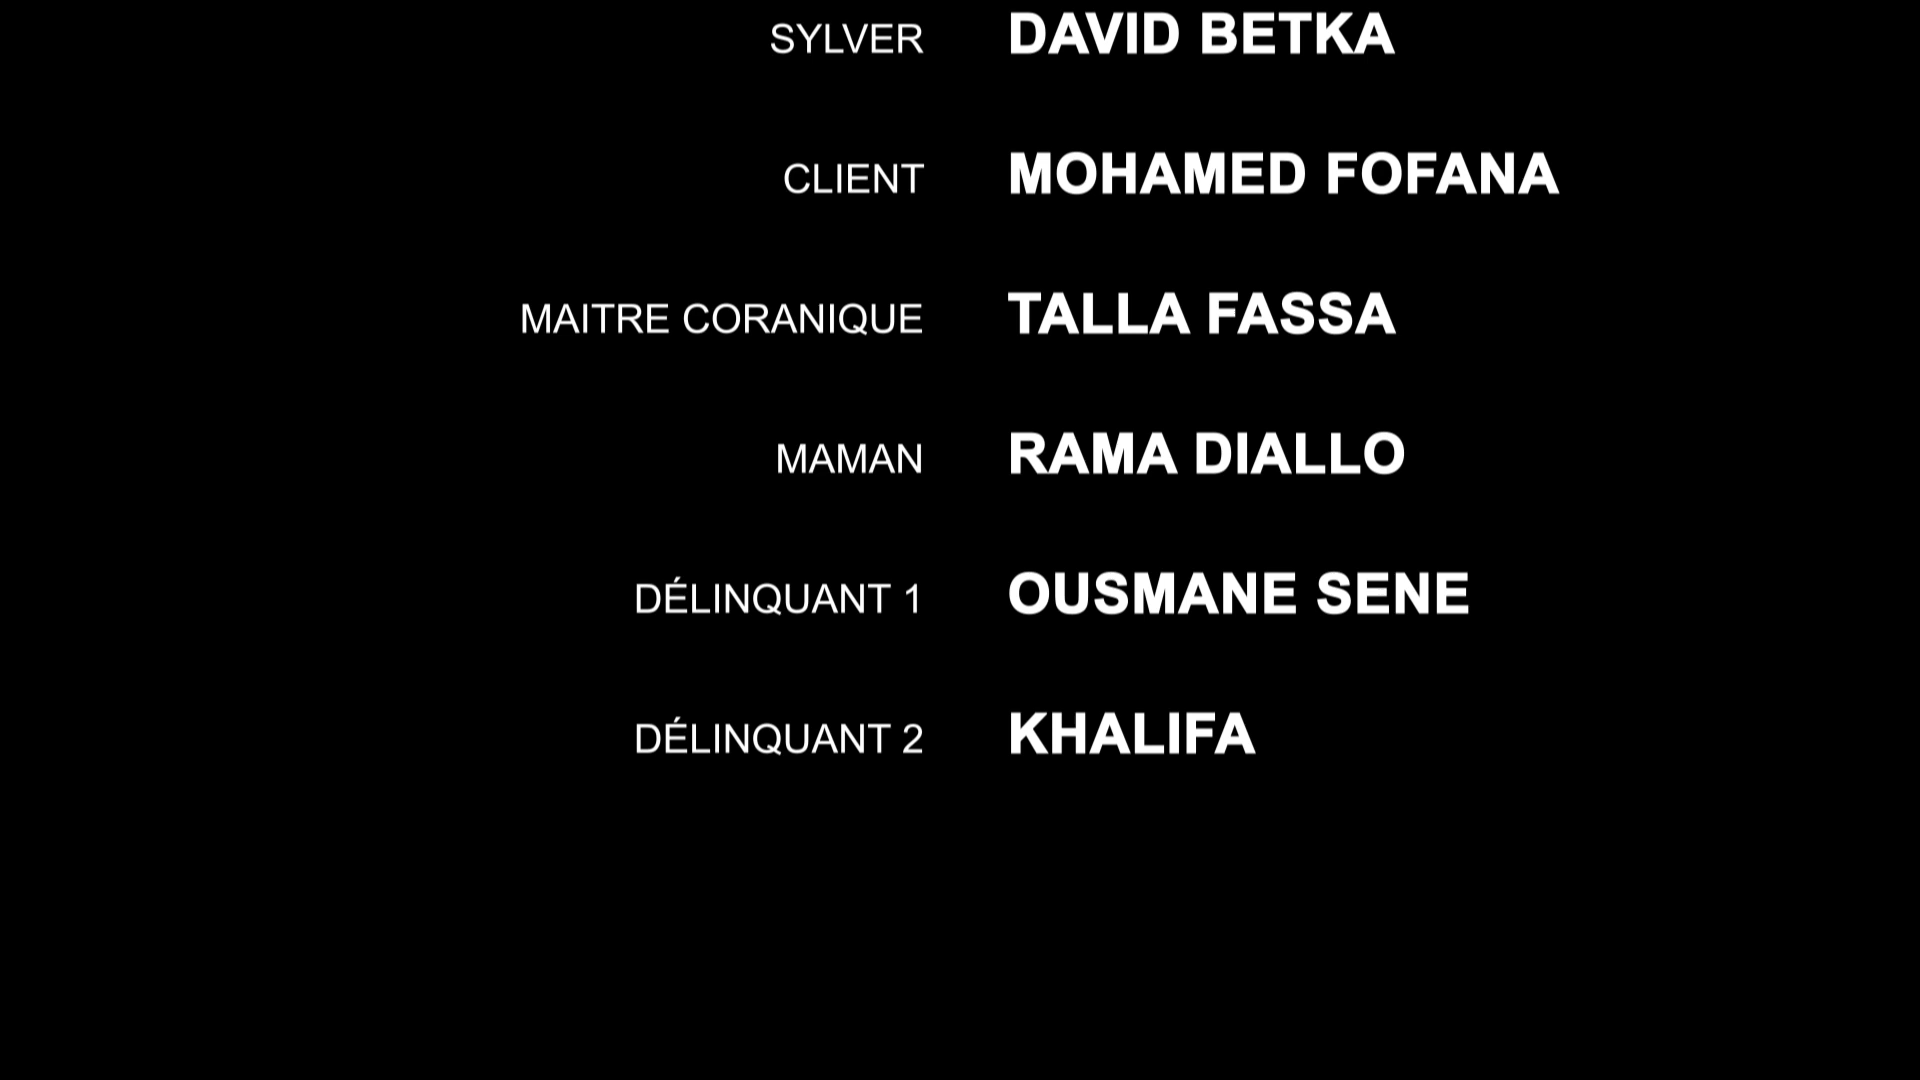 SYLVER DAVID BETKA
CLIENT MOHAMED FOFANA
MAITRE CORANIQUE TALLA FASSA
MAMAN RAMA DIALLO
DÉLINQUANT 1 OUSMANE SENE
DÉLINQUANT 2 KHALIFA